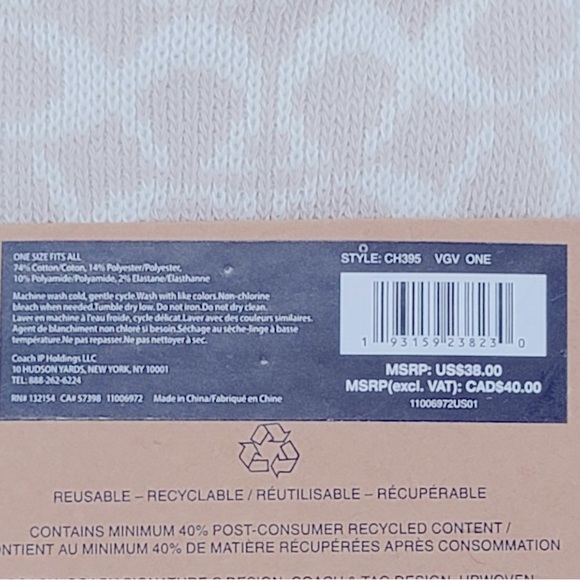 ONE SIZE FITS ALL
74% Cotton/Coton, 14% Polyester/Polyester,
10% Polyamide/Polyamide, 2% Elastane/Élasthanne
Machine wash cold, gentle cycle.Wash with like colors.Non-chlorine
bleach when needed.Tumble dry low. Do not iron.Do not dry clean.
Laver en machine à l'eau froide, cycle délicat.Laver avec des couleurs similaires.
Agent de blanchiment non chloré si besoin.Séchage au sèche-linge à basse
température.Ne pas repasser.Ne pas nettoyer à sec.
Coach IP Holdings LLC
10 HUDSON YARDS, NEW YORK, NY 10001
TEL: 888-262-6224
RN# 132154 CA# 57398 11006972 Made in China/Fabriqué en Chine
STYLE: CH395 VGV ONE
1 93159 23823 0
MSRP: US$38.00
MSRP(excl. VAT): CAD$40.00
11006972US01
REUSABLE – RECYCLABLE / RÉUTILISABLE – RÉCUPÉRABLE
CONTAINS MINIMUM 40% POST-CONSUMER RECYCLED CONTENT /
ONTIENT AU MINIMUM 40% DE MATIÈRE RÉCUPÉRÉES APRÈS CONSOMMATION